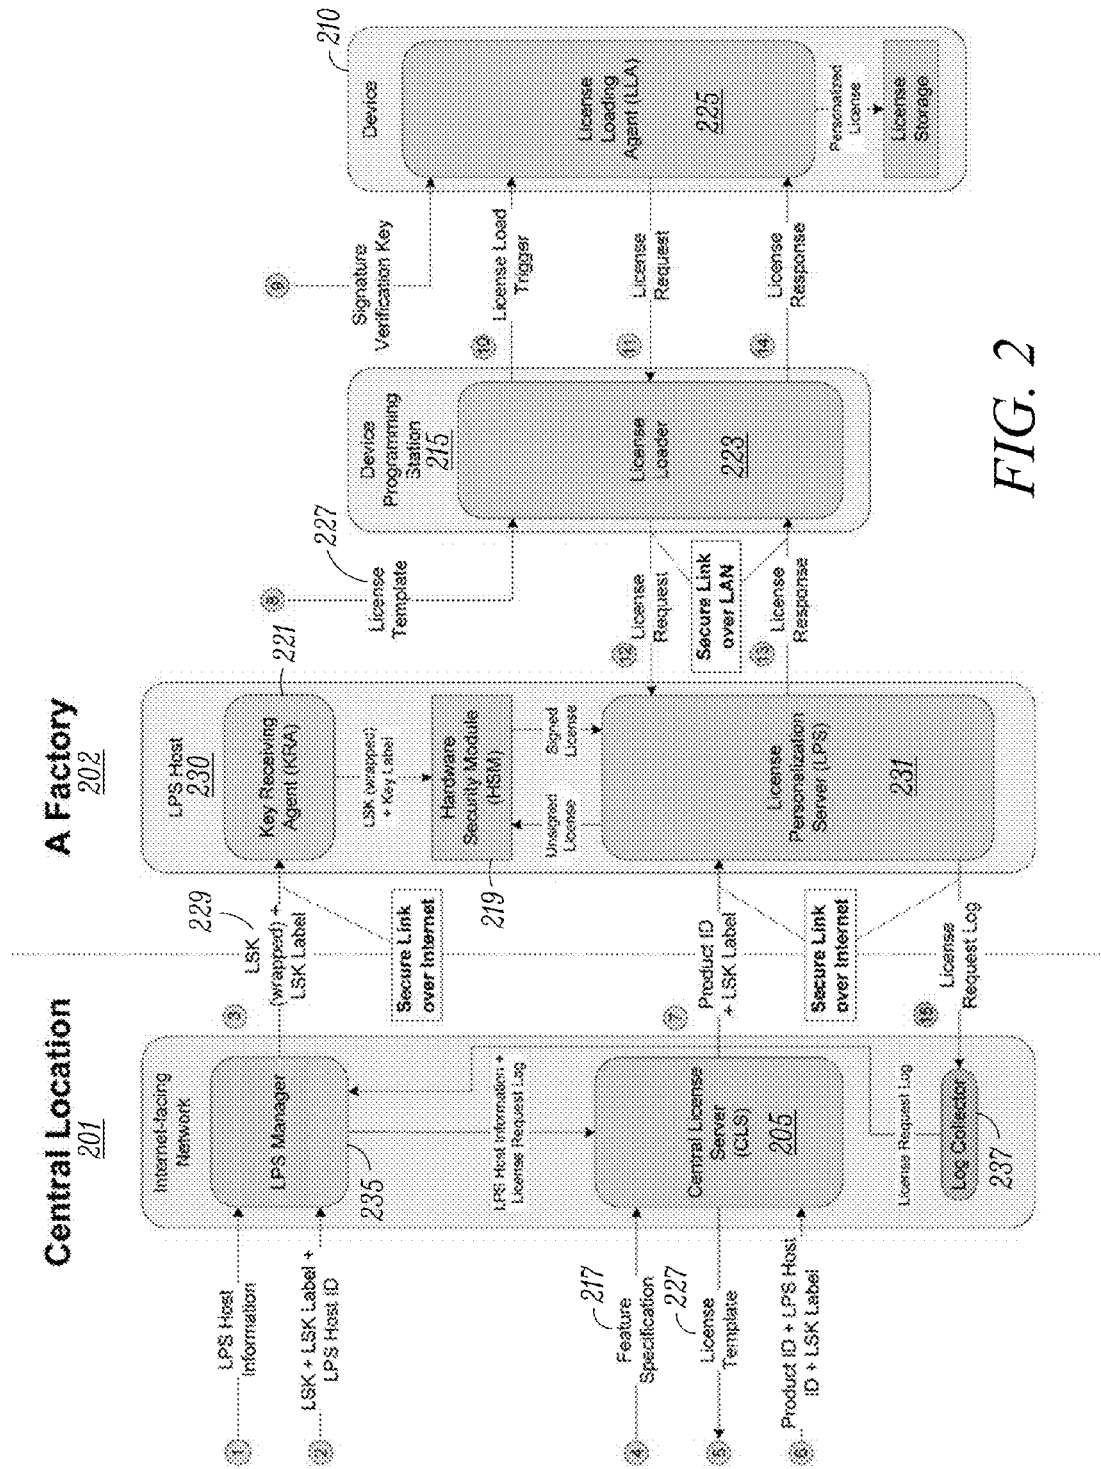 Central Location
201
A Factory
202
Internet-facing
Network
LPS Manager
235
1
LPS Host
Information
2
LSK + LSK Label +
LPS Host ID
3
LSK
(wrapped) +
LSK Label
229
Secure Link
over Internet
LPS Host Information +
License Request Log
4
Feature
Specification
217
5
License
Template
227
6
Product ID + LPS Host
ID + LSK Label
Central License
Server
(CLS)
205
7
Product ID
+ LSK Label
Secure Link
over Internet
License Request Log
Log Collector
237
15
License
Request Log
LPS Host
230
Key Receiving
Agent (KRA)
221
LSK (wrapped)
+ Key Label
Hardware
Security Module
(HSM)
219
Unsigned
License
Signed
License
License
Personalization
Server (LPS)
231
8
License
Template
227
12
License
Request
Secure Link
over LAN
13
License
Response
Device
Programming
Station
215
License
Loader
223
9
Signature
Verification Key
10
License Load
Trigger
11
License
Request
14
License
Response
Device
210
License
Loading
Agent (LLA)
225
Personalized
License
License
Storage
FIG. 2